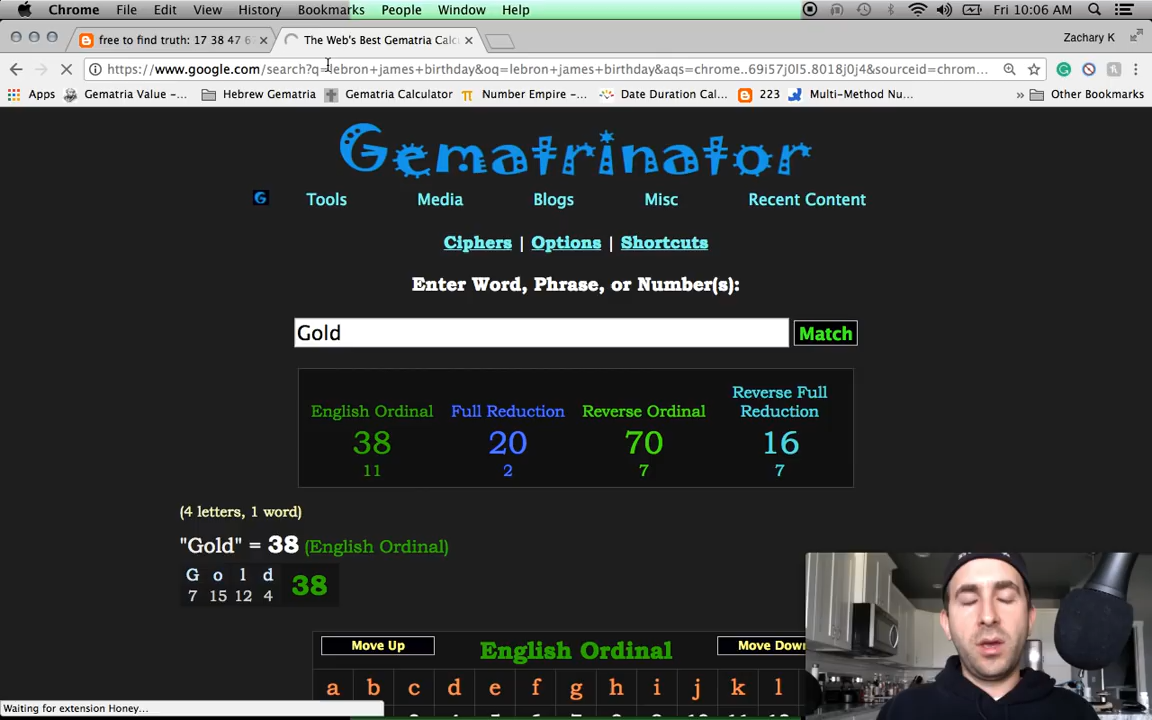 Chrome File Edit View History Bookmarks People Window Help Fri 10:06 AM
free to find truth: 17 38 47 6 The Web's Best Gematria Calc Zachary K
https://www.google.com/search?q=lebron+james+birthday&oq=lebron+james+birthday&aqs=chrome..69i57j0l5.8018j0j4&sourceid=chrom...
Apps Gematria Value -... Hebrew Gematria Gematria Calculator Number Empire -... Date Duration Cal... 223 Multi-Method Nu... » Other Bookmarks
Gematrinator
G Tools Media Blogs Misc Recent Content
Ciphers | Options | Shortcuts
Enter Word, Phrase, or Number(s):
Gold Match
English Ordinal Full Reduction Reverse Ordinal Reverse Full Reduction
38 20 70 16
11 2 7 7
(4 letters, 1 word)
"Gold" = 38 (English Ordinal)
G o l d 38
7 15 12 4
Move Up English Ordinal Move Down
a b c d e f g h i j k l
Waiting for extension Honey...